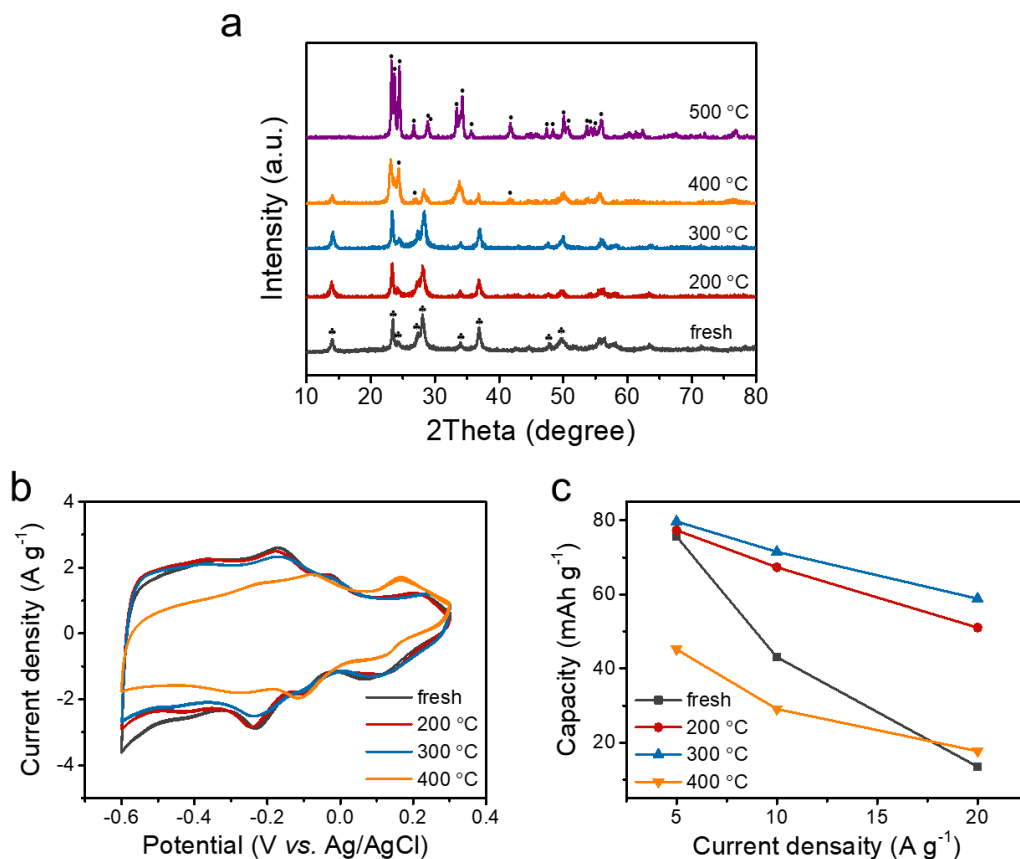 a
Intensity (a.u.)
500 °C
400 °C
300 °C
200 °C
fresh
10 20 30 40 50 60 70 80
2Theta (degree)
b
Current density (A g⁻¹)
4
2
0
-2
-4
fresh
200 °C
300 °C
400 °C
-0.6 -0.4 -0.2 0.0 0.2 0.4
Potential (V vs. Ag/AgCl)
c
Capacity (mAh g⁻¹)
80
60
40
20
fresh
200 °C
300 °C
400 °C
5 10 15 20
Current densaity (A g⁻¹)